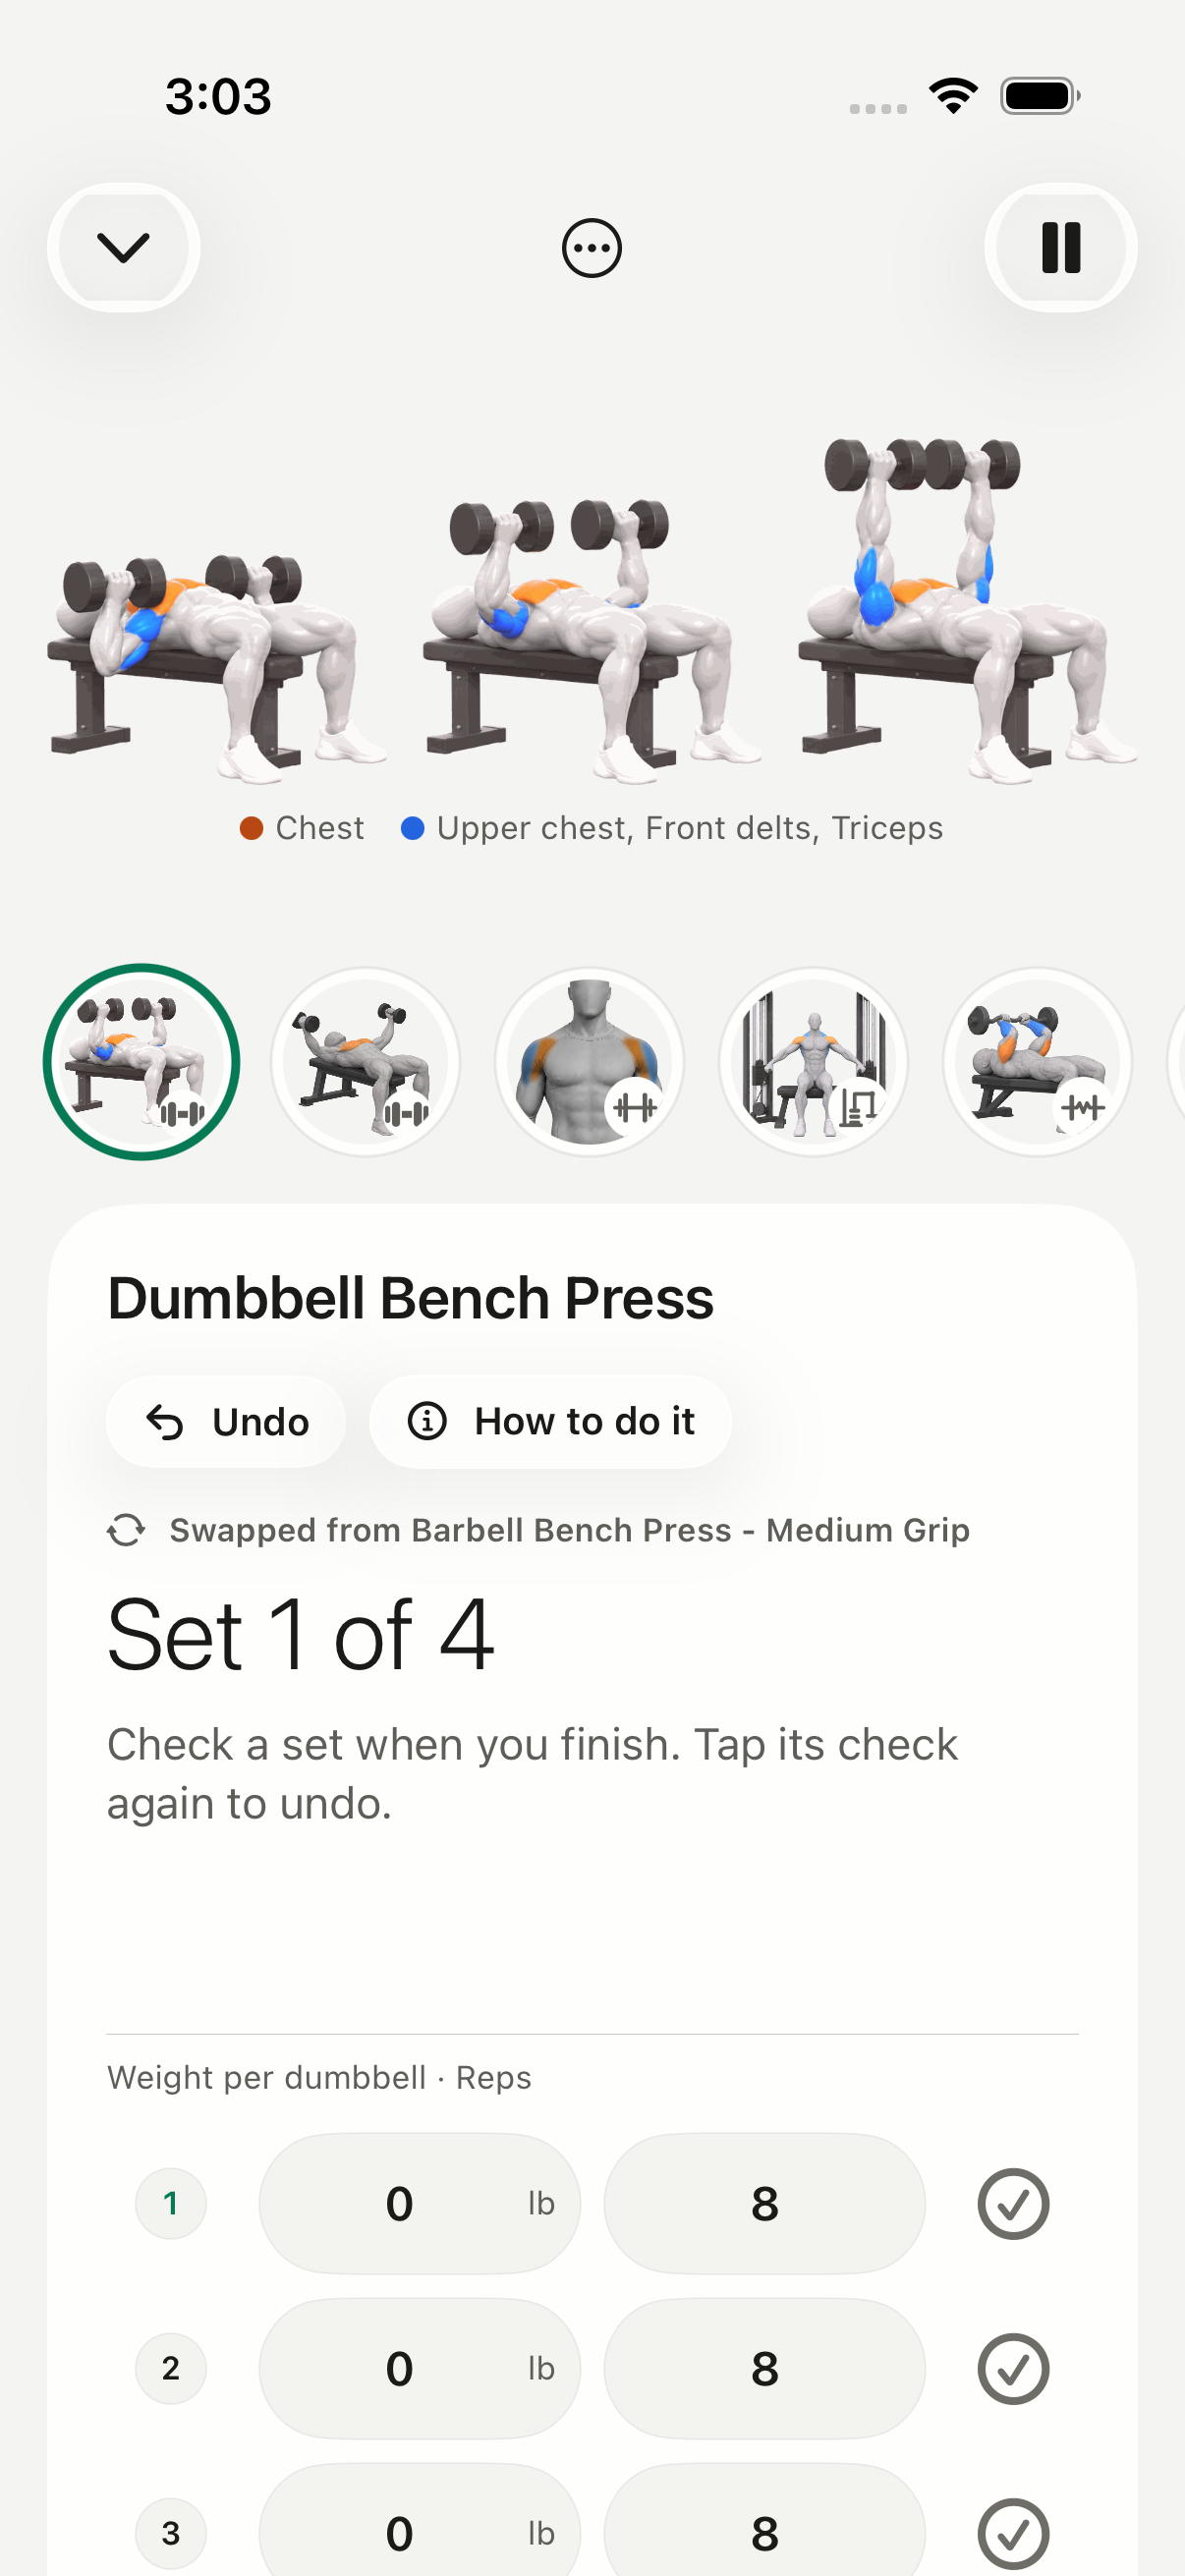 3:03
Chest
Upper chest, Front delts, Triceps
Dumbbell Bench Press
Undo
How to do it
Swapped from Barbell Bench Press - Medium Grip
Set 1 of 4
Check a set when you finish. Tap its check
again to undo.
Weight per dumbbell · Reps
1 0 lb 8
2 0 lb 8
3 0 lb 8